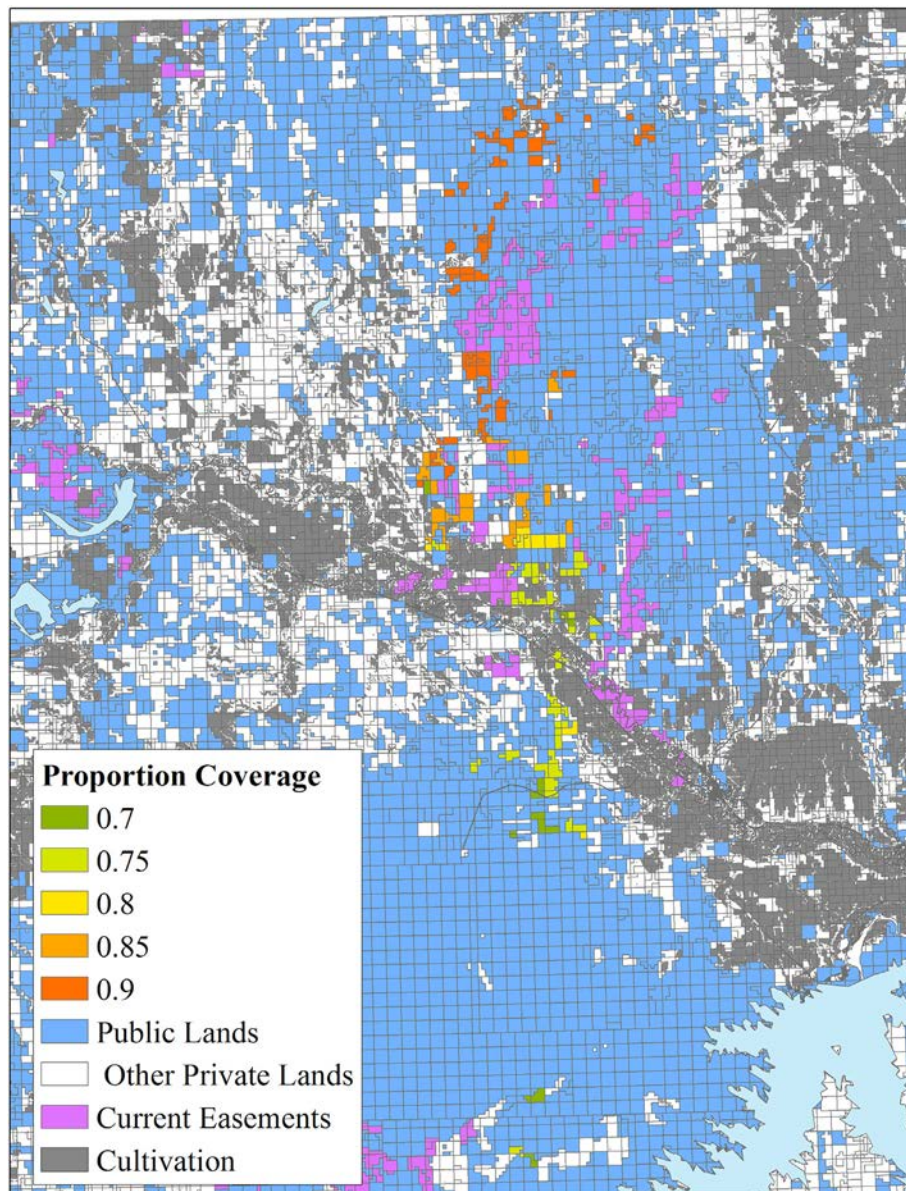 Proportion Coverage
0.7
0.75
0.8
0.85
0.9
Public Lands
Other Private Lands
Current Easements
Cultivation